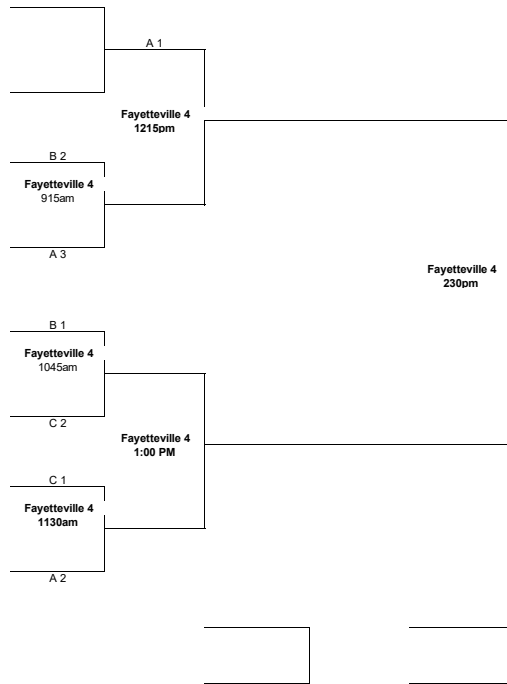 A 1
Fayetteville 4
1215pm
B 2
Fayetteville 4
915am
A 3
Fayetteville 4
230pm
B 1
Fayetteville 4
1045am
C 2
Fayetteville 4
1:00 PM
C 1
Fayetteville 4
1130am
A 2